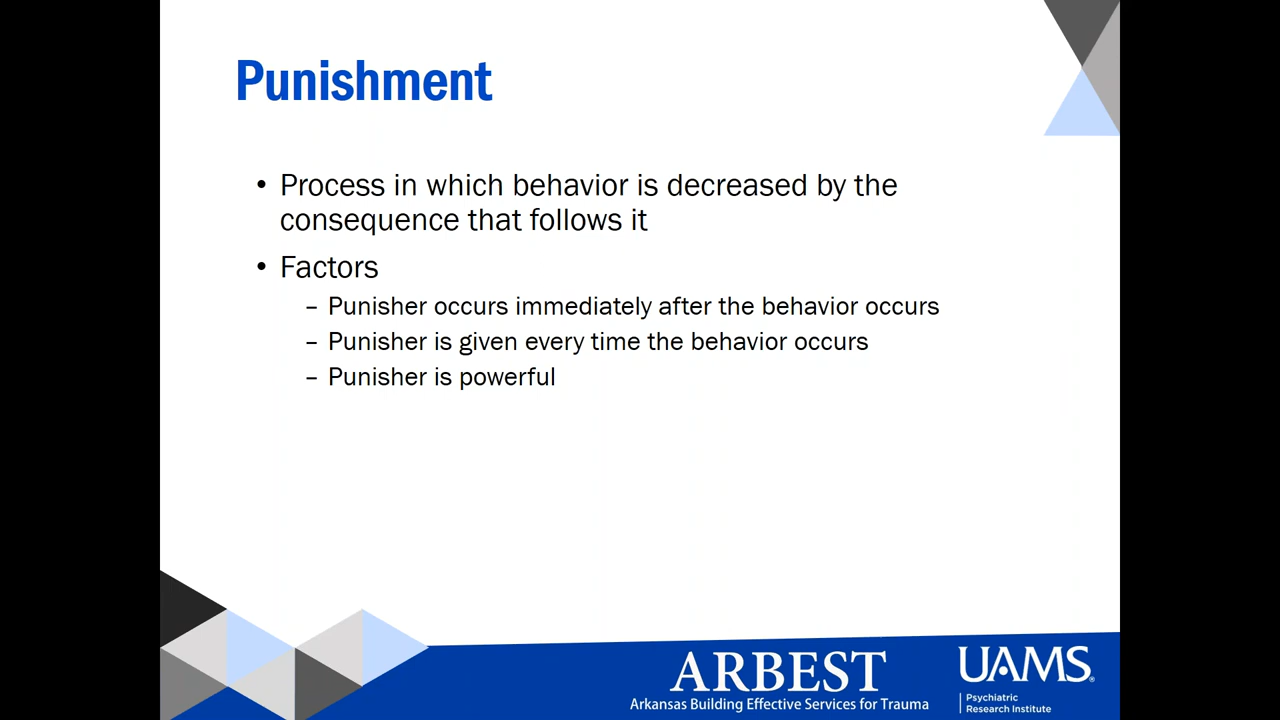 Punishment
• Process in which behavior is decreased by the
consequence that follows it
• Factors
– Punisher occurs immediately after the behavior occurs
– Punisher is given every time the behavior occurs
– Punisher is powerful
ARBEST
Arkansas Building Effective Services for Trauma
UAMS®
Psychiatric
Research Institute